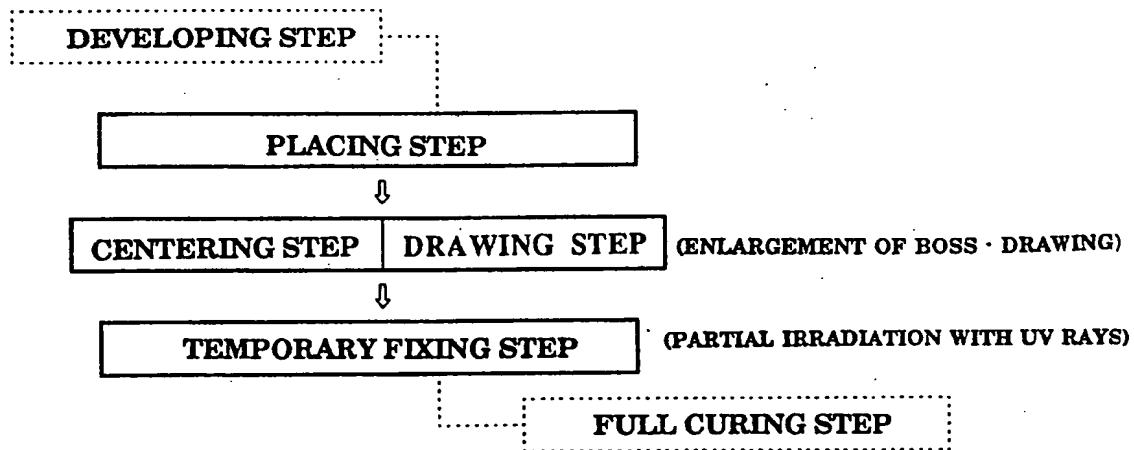 DEVELOPING STEP
PLACING STEP
⇩
CENTERING STEP DRAWING STEP (ENLARGEMENT OF BOSS · DRAWING)
⇩
TEMPORARY FIXING STEP (PARTIAL IRRADIATION WITH UV RAYS)
FULL CURING STEP